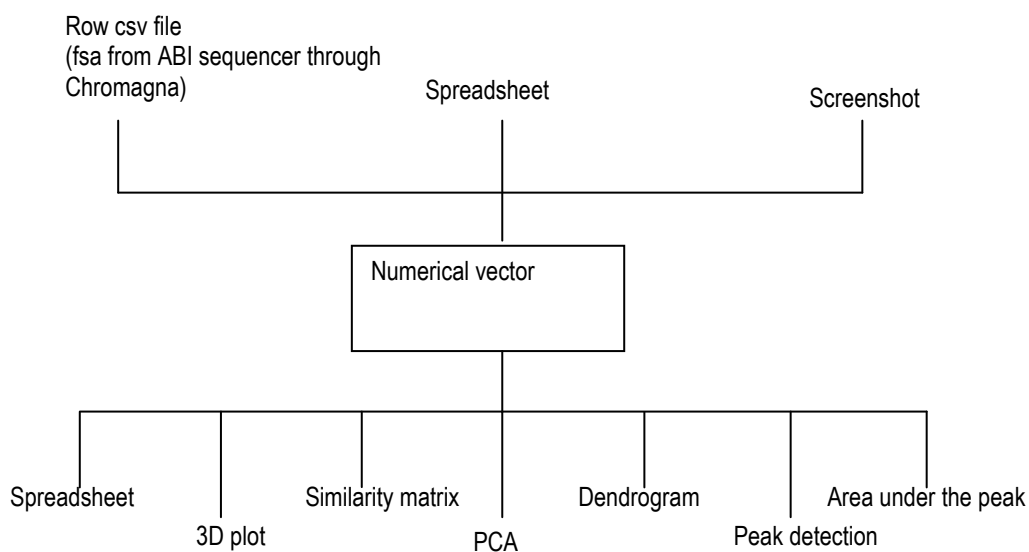 Row csv file
(fsa from ABI sequencer through
Chromagna)
Spreadsheet
Screenshot
Numerical vector
Spreadsheet
3D plot
Similarity matrix
PCA
Dendrogram
Peak detection
Area under the peak